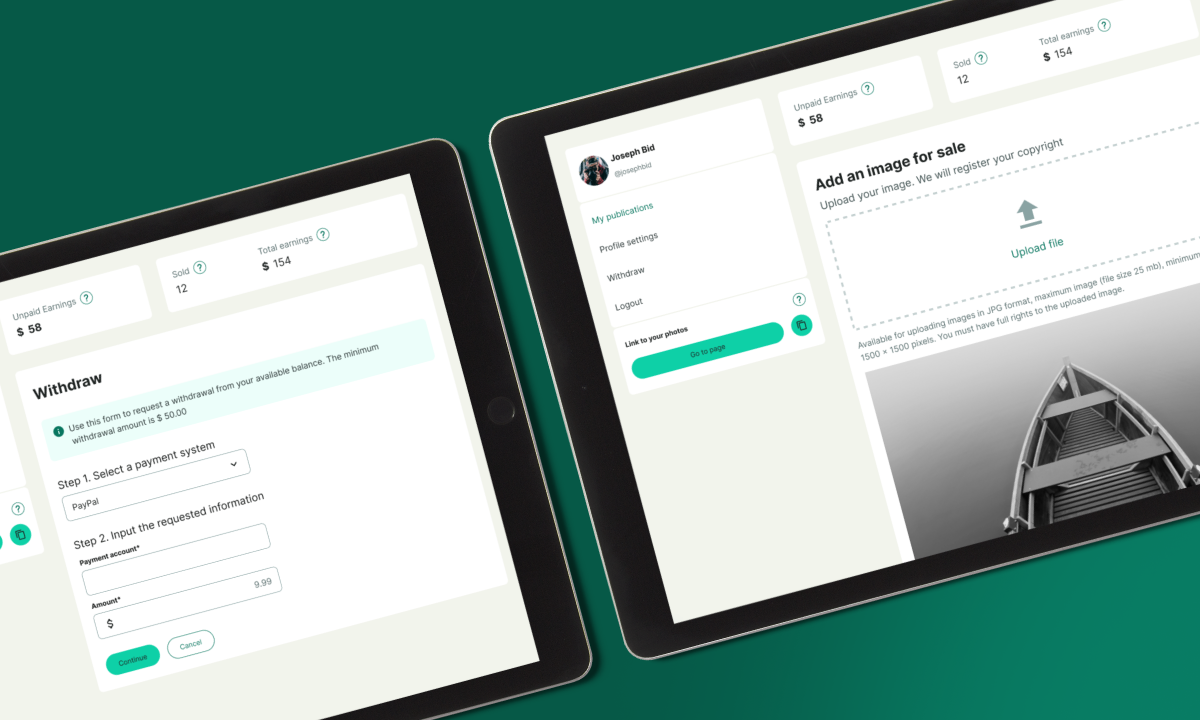 Unpaid Earnings ?
$ 58
Sold ?
12
Total earnings ?
$ 154
Withdraw
Use this form to request a withdrawal from your available balance. The minimum
withdrawal amount is $ 50.00
Step 1. Select a payment system
PayPal
Step 2. Input the requested information
Payment account*
Amount*
$ 9.99
Continue
Cancel
?
Joseph Bid
@josephbid
My publications
Profile settings
Withdraw
Logout
Link to your photos
?
Go to page
Unpaid Earnings ?
$ 58
Sold ?
12
Total earnings ?
$ 154
Add an image for sale
Upload your image. We will register your copyright
Upload file
Available for uploading images in JPG format, maximum image (file size 25 mb), minimum
1500 × 1500 pixels. You must have full rights to the uploaded image.